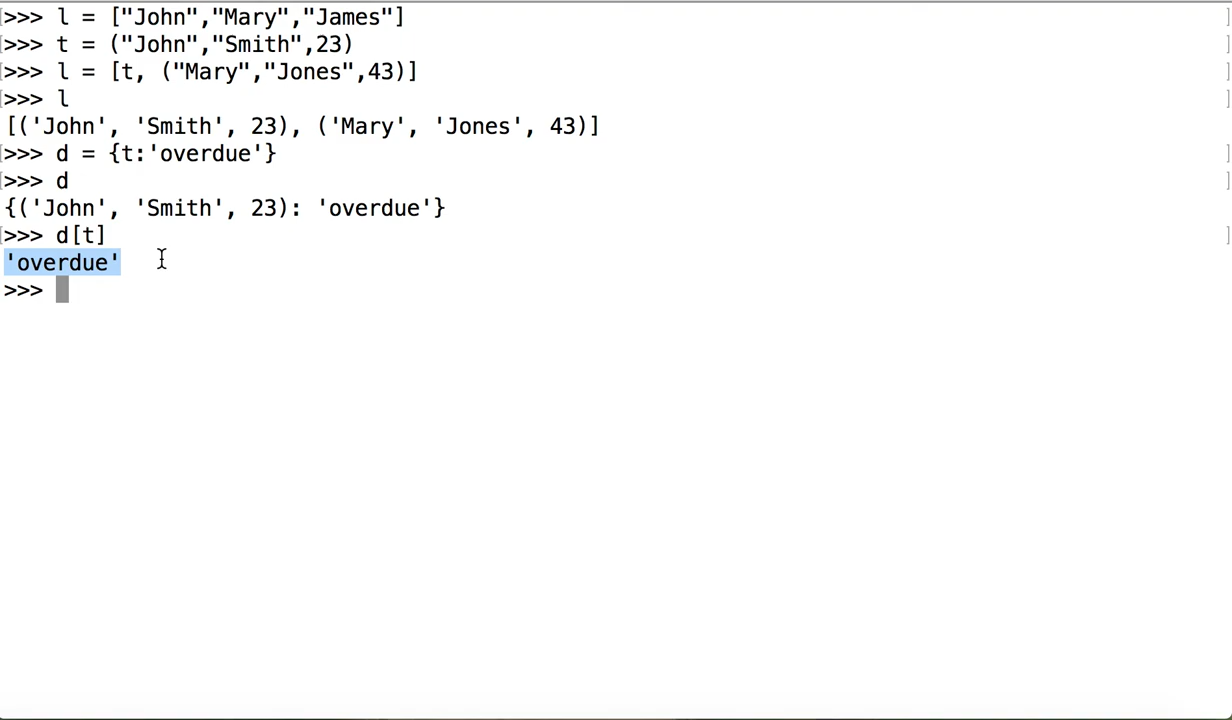 >>> l = ["John","Mary","James"]
>>> t = ("John","Smith",23)
>>> l = [t, ("Mary","Jones",43)]
>>> l
[('John', 'Smith', 23), ('Mary', 'Jones', 43)]
>>> d = {t:'overdue'}
>>> d
{('John', 'Smith', 23): 'overdue'}
>>> d[t]
'overdue'
>>>